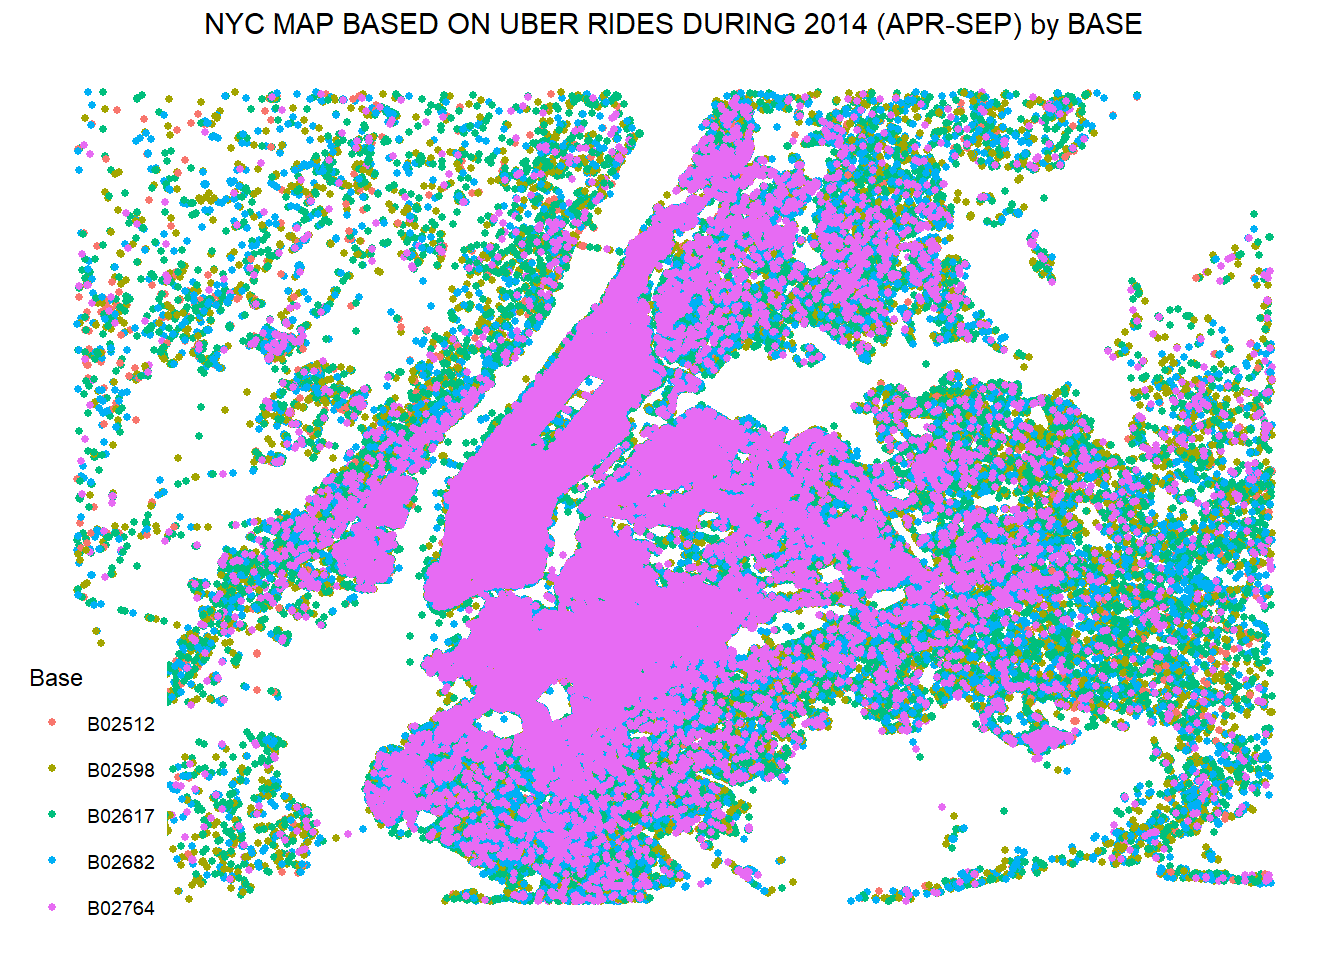 NYC MAP BASED ON UBER RIDES DURING 2014 (APR-SEP) by BASE
Base
B02512
B02598
B02617
B02682
B02764